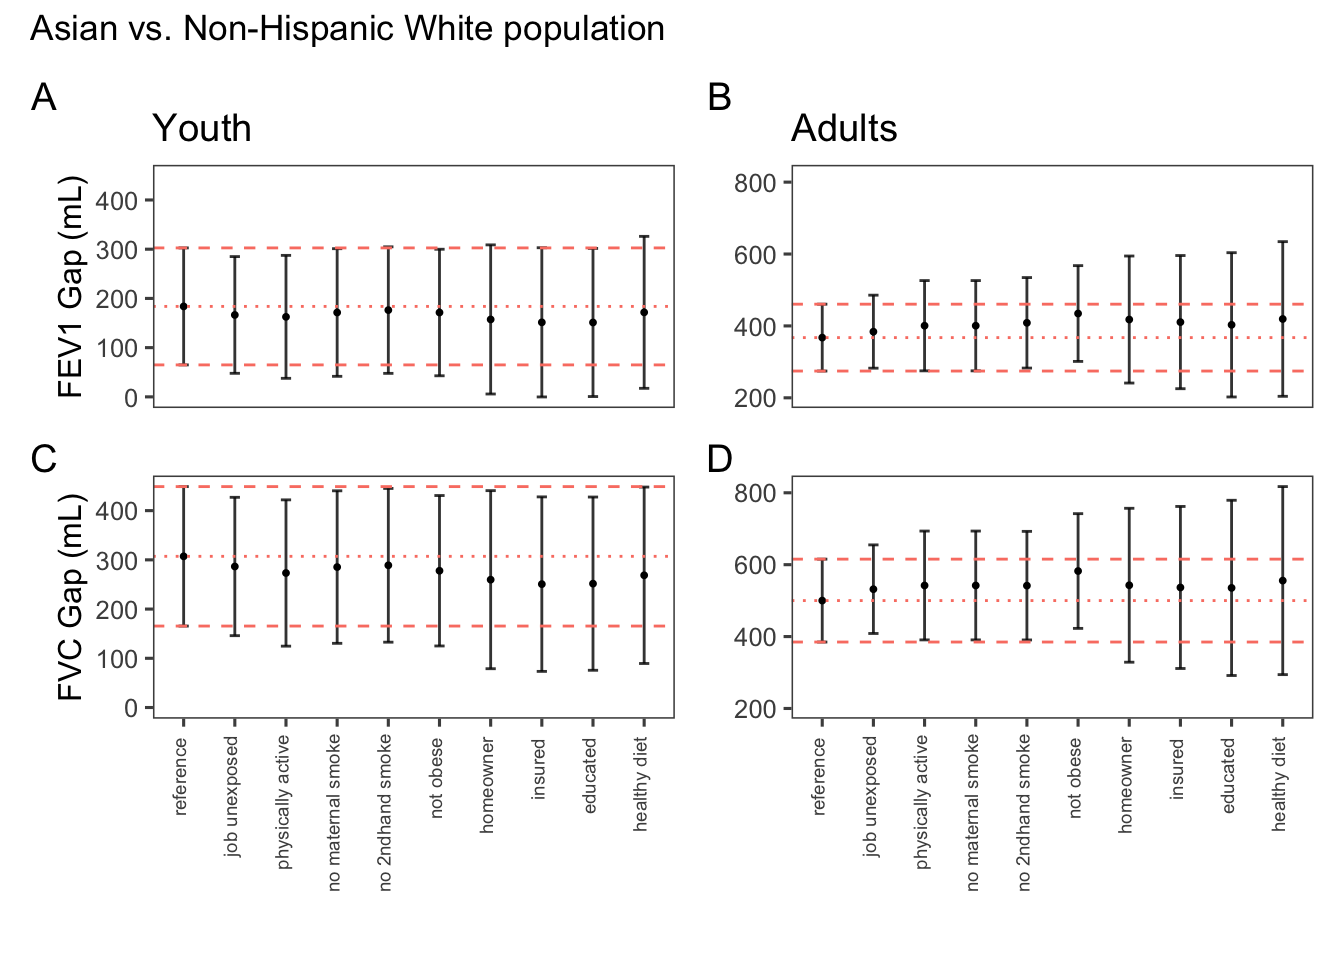 Asian vs. Non-Hispanic White population
A
Youth
FEV1 Gap (mL)
400
300
200
100
0
B
Adults
800
600
400
200
C
FVC Gap (mL)
400
300
200
100
0
reference
job unexposed
physically active
no maternal smoke
no 2ndhand smoke
not obese
homeowner
insured
educated
healthy diet
D
800
600
400
200
reference
job unexposed
physically active
no maternal smoke
no 2ndhand smoke
not obese
homeowner
insured
educated
healthy diet